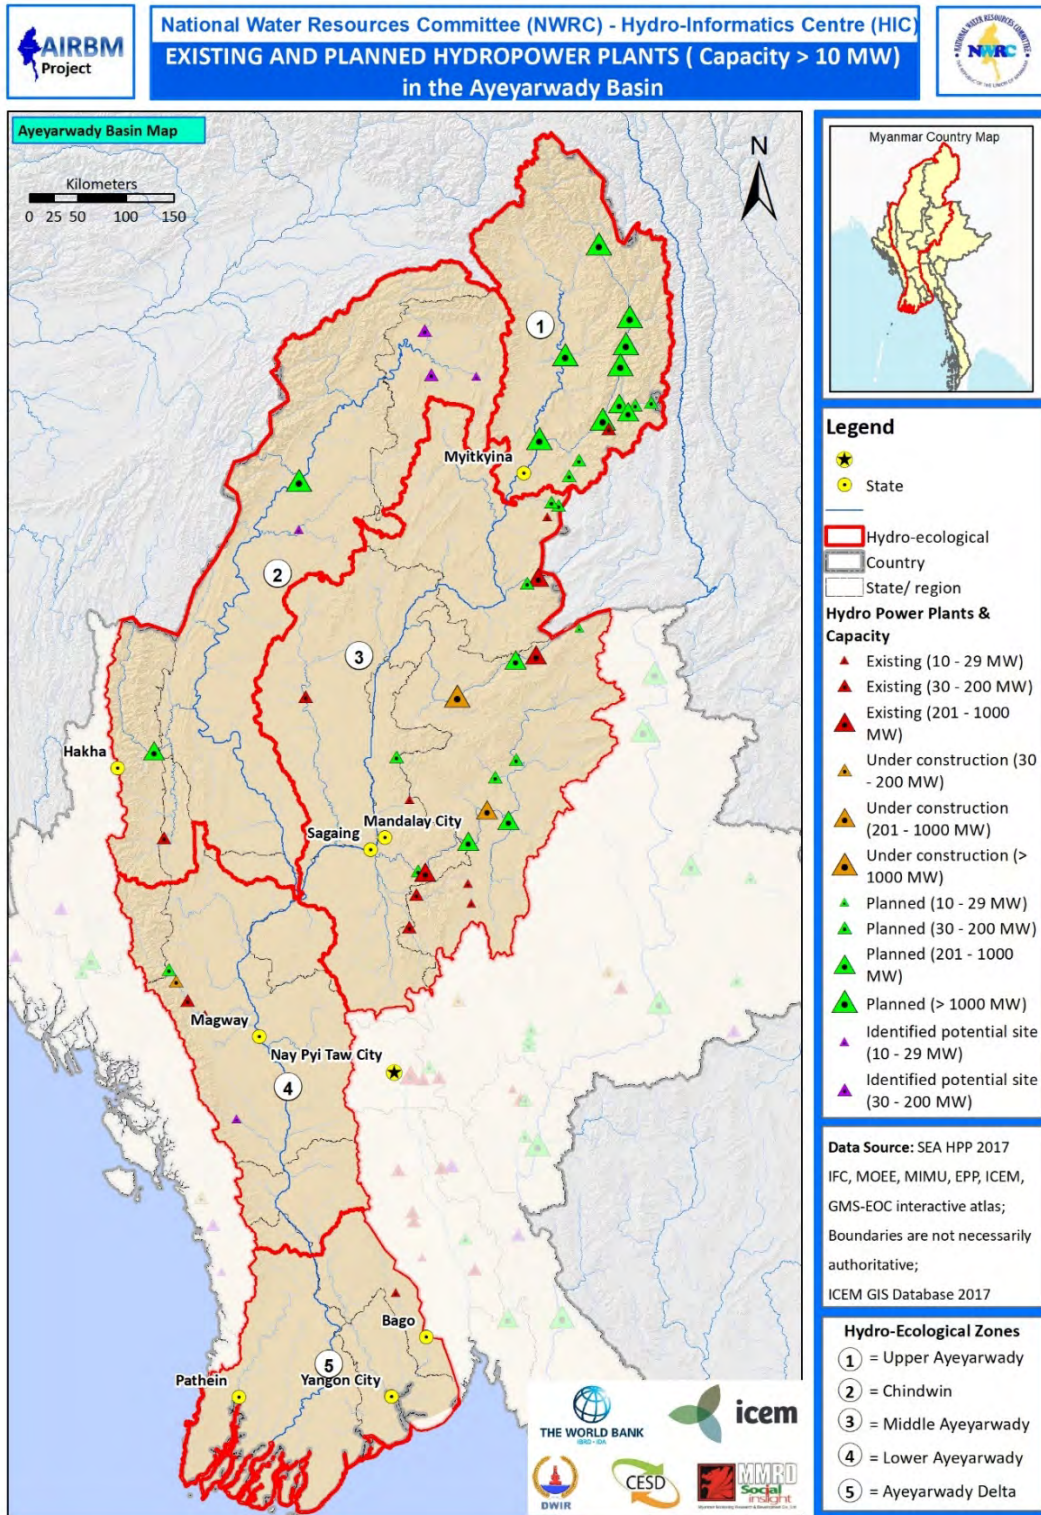 AIRBM
Project
National Water Resources Committee (NWRC) - Hydro-Informatics Centre (HIC)
EXISTING AND PLANNED HYDROPOWER PLANTS ( Capacity > 10 MW)
in the Ayeyarwady Basin
NATIONAL WATER RESOURCES COMMITTEE
NWRC
Ayeyarwady Basin Map
Kilometers
0 25 50 100 150
N
1
Myitkyina
2
3
Hakha
Mandalay City
Sagaing
Magway
Nay Pyi Taw City
4
Bago
5
Pathein
Yangon City
THE WORLD BANK
IBRD • IDA
icem
DWIR
CESD
MMRD
Social
insight
Myanmar Country Map
Legend
State
Hydro-ecological
Country
State/ region
Hydro Power Plants &
Capacity
Existing (10 - 29 MW)
Existing (30 - 200 MW)
Existing (201 - 1000
MW)
Under construction (30
- 200 MW)
Under construction
(201 - 1000 MW)
Under construction (>
1000 MW)
Planned (10 - 29 MW)
Planned (30 - 200 MW)
Planned (201 - 1000
MW)
Planned (> 1000 MW)
Identified potential site
(10 - 29 MW)
Identified potential site
(30 - 200 MW)
Data Source: SEA HPP 2017
IFC, MOEE, MIMU, EPP, ICEM,
GMS-EOC interactive atlas;
Boundaries are not necessarily
authoritative;
ICEM GIS Database 2017
Hydro-Ecological Zones
1 = Upper Ayeyarwady
2 = Chindwin
3 = Middle Ayeyarwady
4 = Lower Ayeyarwady
5 = Ayeyarwady Delta